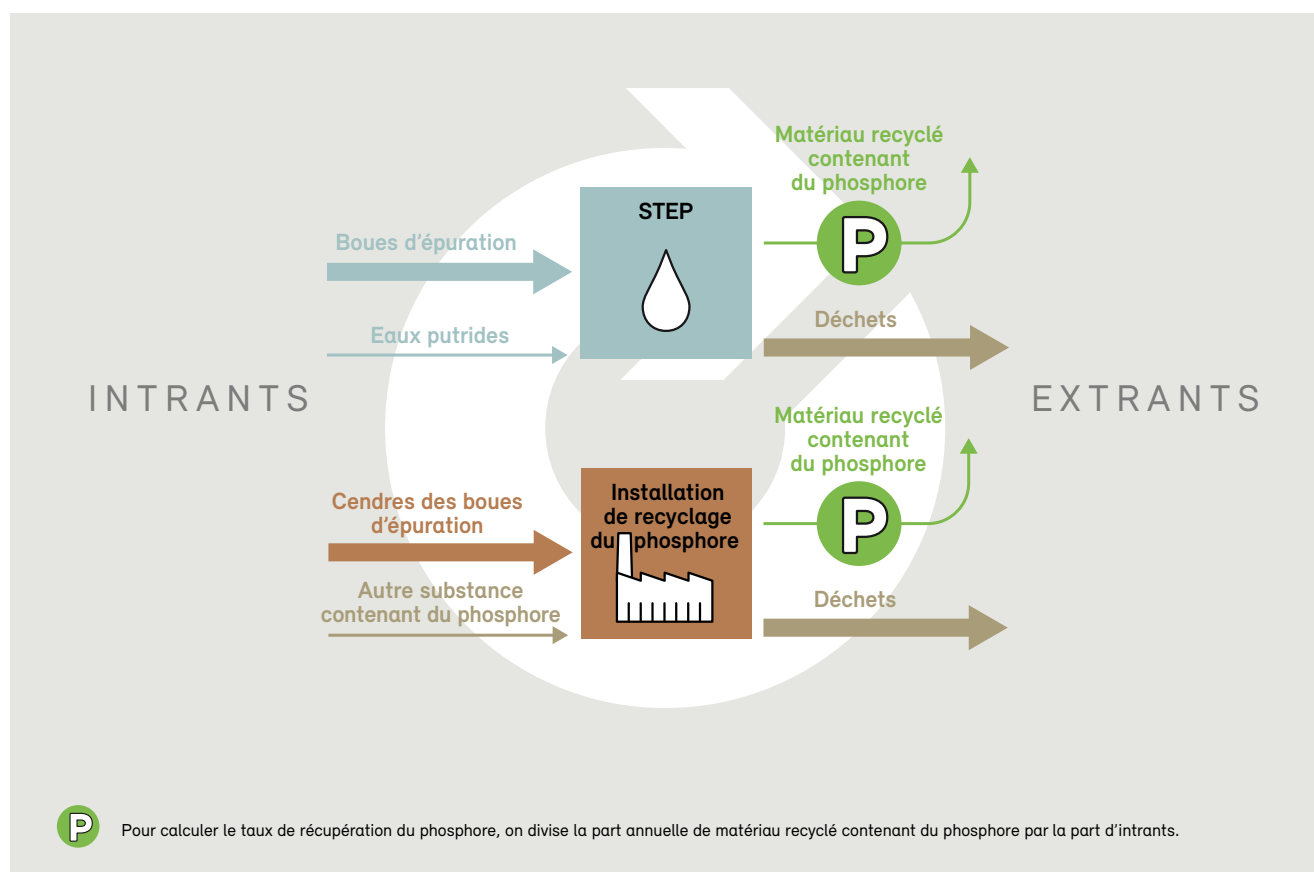 INTRANTS
Boues d'épuration
Eaux putrides
STEP
Matériau recyclé
contenant
du phosphore
P
Déchets
EXTRANTS
Cendres des boues
d'épuration
Autre substance
contenant du phosphore
Installation
de recyclage
du phosphore
Matériau recyclé
contenant
du phosphore
P
Déchets
P Pour calculer le taux de récupération du phosphore, on divise la part annuelle de matériau recyclé contenant du phosphore par la part d'intrants.